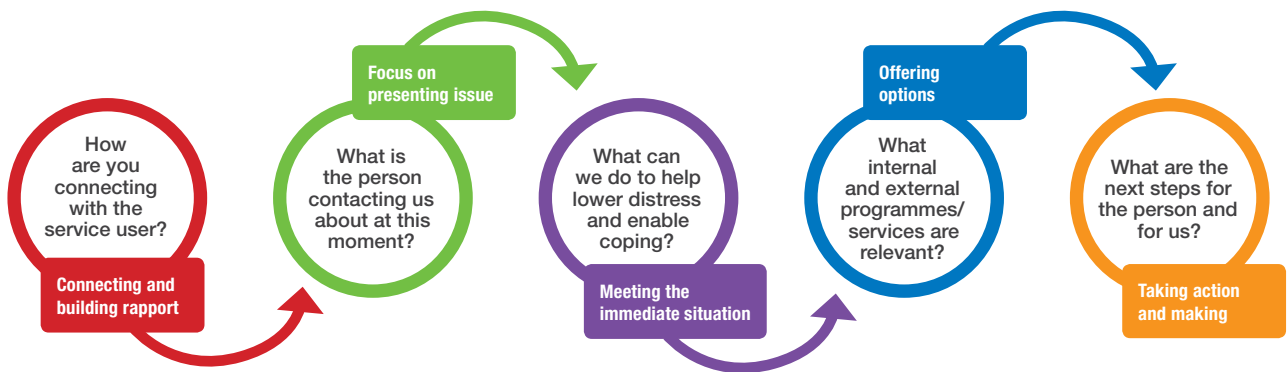 How
are you
connecting
with the
service user?
Connecting and
building rapport
Focus on
presenting issue
What is
the person
contacting us
about at this
moment?
What can
we do to help
lower distress
and enable
coping?
Meeting the
immediate situation
Offering
options
What
internal
and external
programmes/
services are
relevant?
What are the
next steps for
the person and
for us?
Taking action
and making